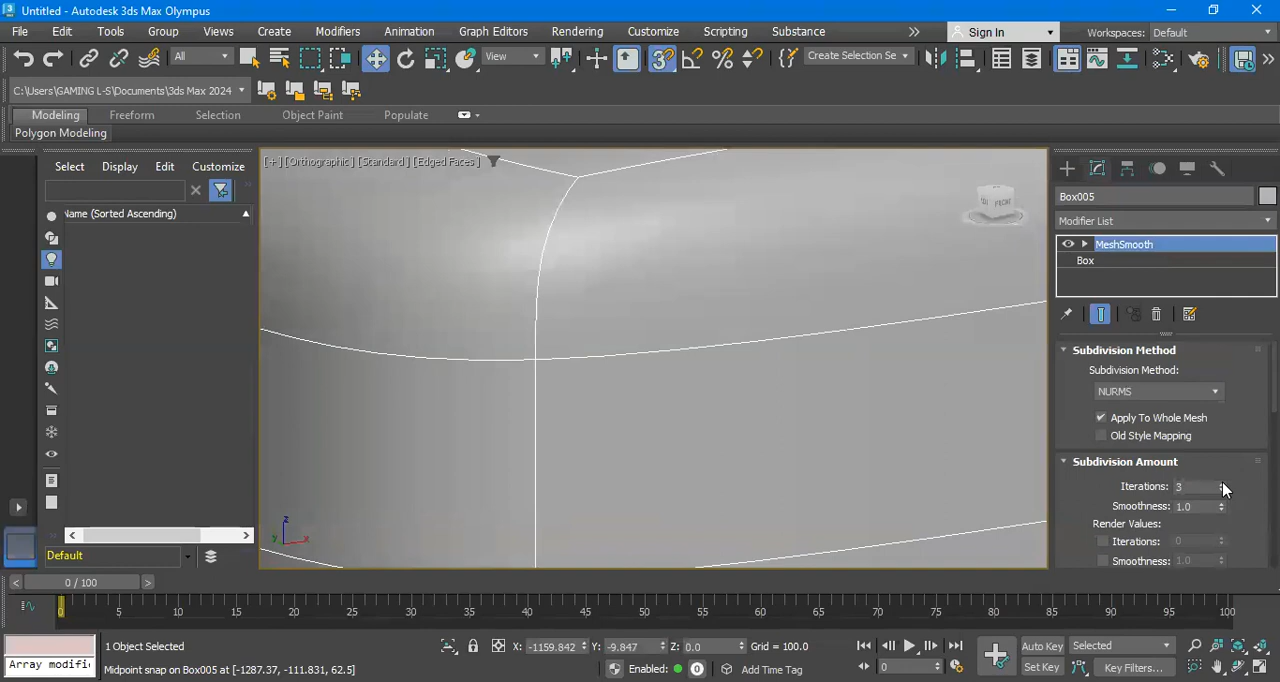 Untitled - Autodesk 3ds Max Olympus
File Edit Tools Group Views Create Modifiers Animation Graph Editors Rendering Customize Scripting Substance Sign In Workspaces: Default
All View Create Selection Se
C:\Users\GAMING L-S\Documents\3ds Max 2024
Modeling Freeform Selection Object Paint Populate
Polygon Modeling
Select Display Edit Customize
Name (Sorted Ascending)
[+] [Orthographic] [Standard] [Edged Faces]
FRONT
Box005
Modifier List
MeshSmooth
Box
Subdivision Method
Subdivision Method:
NURMS
Apply To Whole Mesh
Old Style Mapping
Subdivision Amount
Iterations: 3
Smoothness: 1.0
Render Values:
Iterations: 0
Smoothness: 1.0
z
y x
Default
0 / 100
0 5 10 15 20 25 30 35 40 45 50 55 60 65 70 75 80 85 90 95 100
1 Object Selected
X: -1159.842 Y: -9.847 Z: 0.0 Grid = 100.0
Auto Key Selected
Array modifi
Midpoint snap on Box005 at [-1287.37, -111.831, 62.5]
Enabled: 0 Add Time Tag
0
Set Key Key Filters...